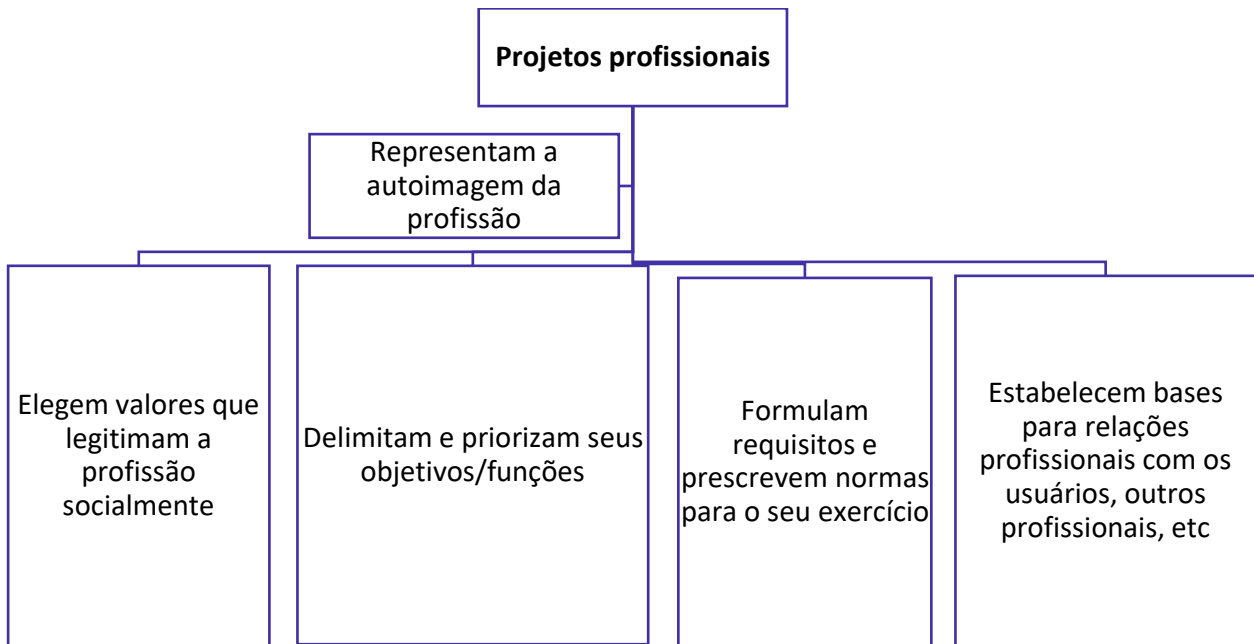 Projetos profissionais
Representam a
autoimagem da
profissão
Elegem valores que
legitimam a
profissão
socialmente
Delimitam e priorizam seus
objetivos/funções
Formulam
requisitos e
prescrevem normas
para o seu exercício
Estabelecem bases
para relações
profissionais com os
usuários, outros
profissionais, etc